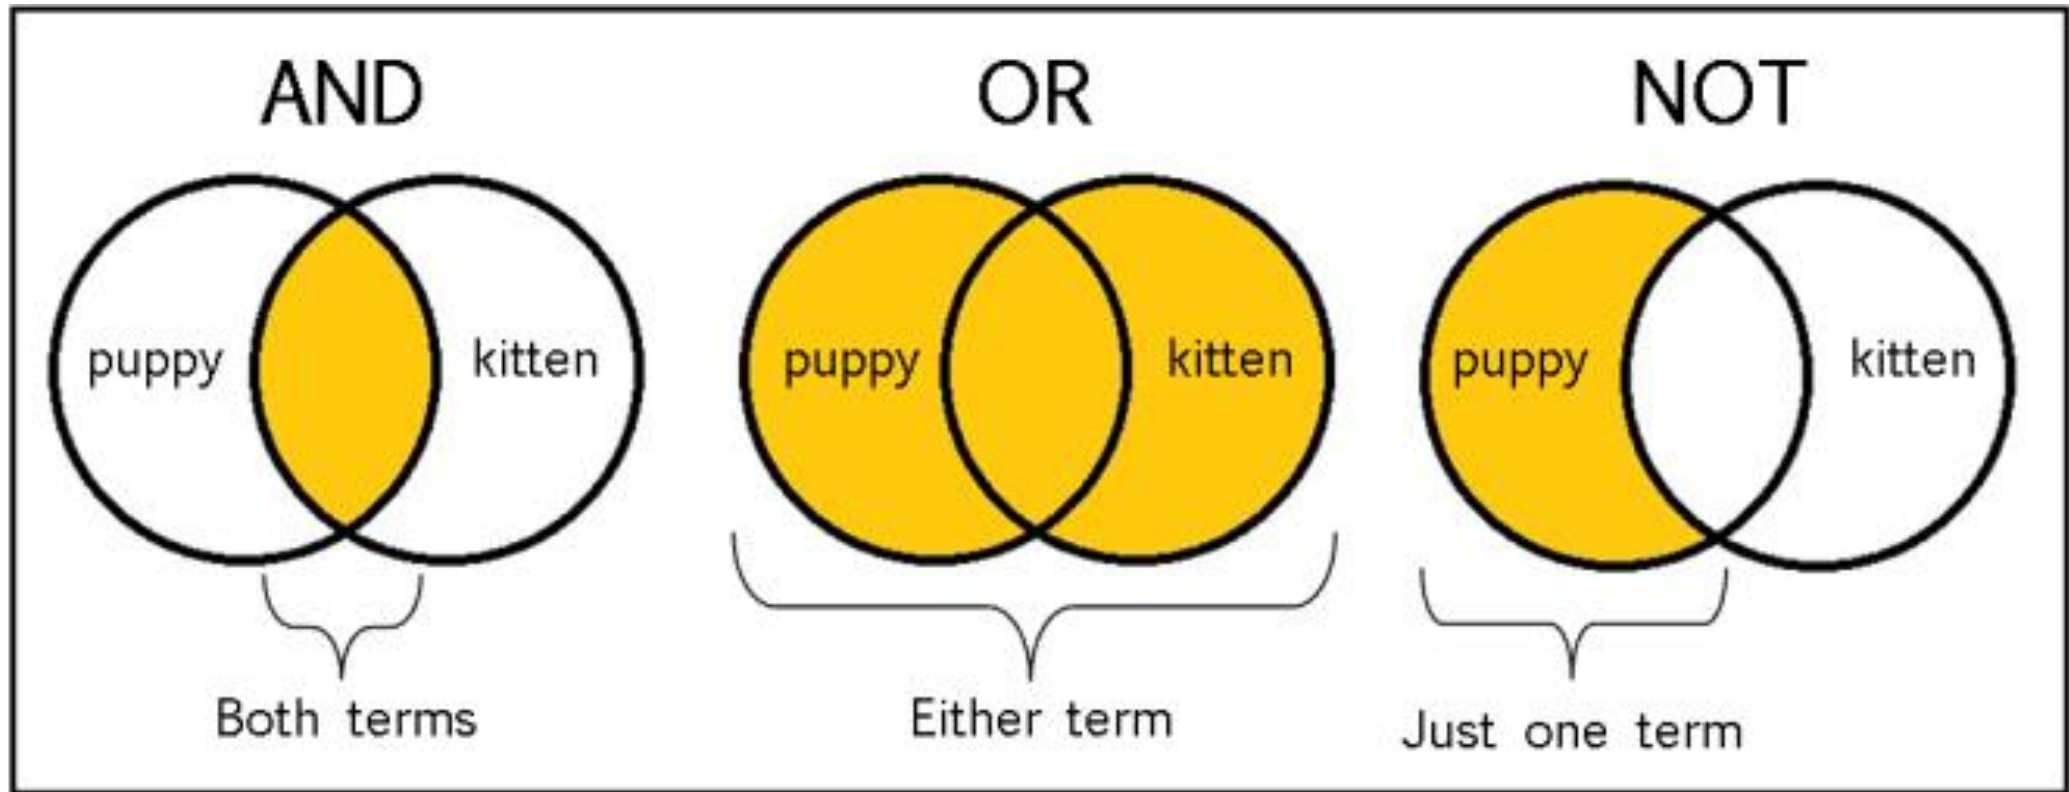 AND
puppy
kitten
Both terms
OR
puppy
kitten
Either term
NOT
puppy
kitten
Just one term